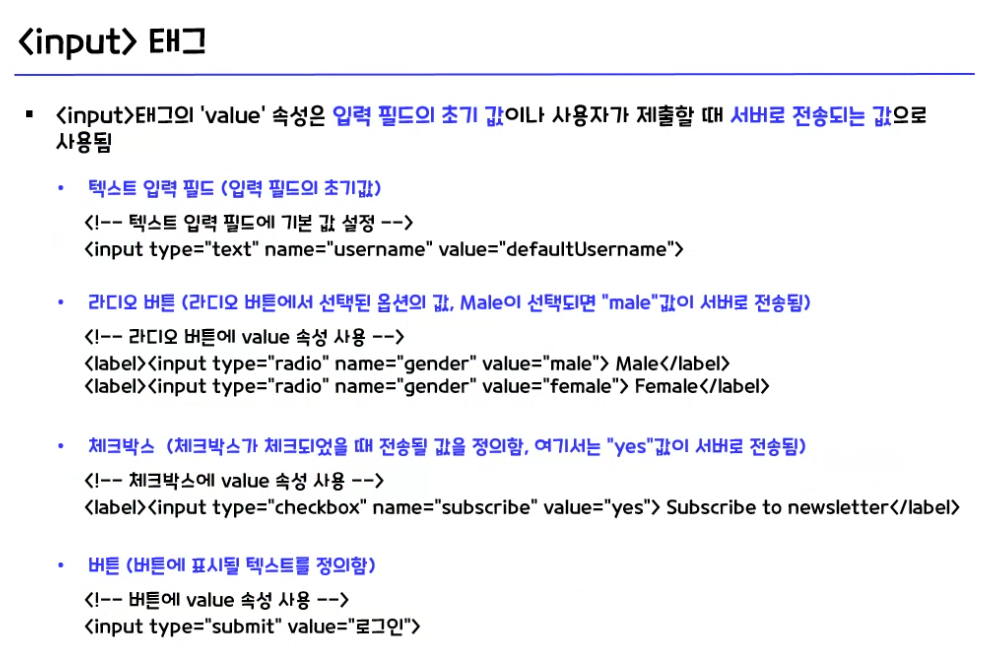 <input> 태그
▪ <input>태그의 'value' 속성은 입력 필드의 초기 값이나 사용자가 제출할 때 서버로 전송되는 값으로
사용됨
• 텍스트 입력 필드 (입력 필드의 초기값)
<!-- 텍스트 입력 필드에 기본 값 설정 -->
<input type="text" name="username" value="defaultUsername">
• 라디오 버튼 (라디오 버튼에서 선택된 옵션의 값, Male이 선택되면 "male"값이 서버로 전송됨)
<!-- 라디오 버튼에 value 속성 사용 -->
<label><input type="radio" name="gender" value="male"> Male</label>
<label><input type="radio" name="gender" value="female"> Female</label>
• 체크박스 (체크박스가 체크되었을 때 전송될 값을 정의함, 여기서는 "yes"값이 서버로 전송됨)
<!-- 체크박스에 value 속성 사용 -->
<label><input type="checkbox" name="subscribe" value="yes"> Subscribe to newsletter</label>
• 버튼 (버튼에 표시될 텍스트를 정의함)
<!-- 버튼에 value 속성 사용 -->
<input type="submit" value="로그인">